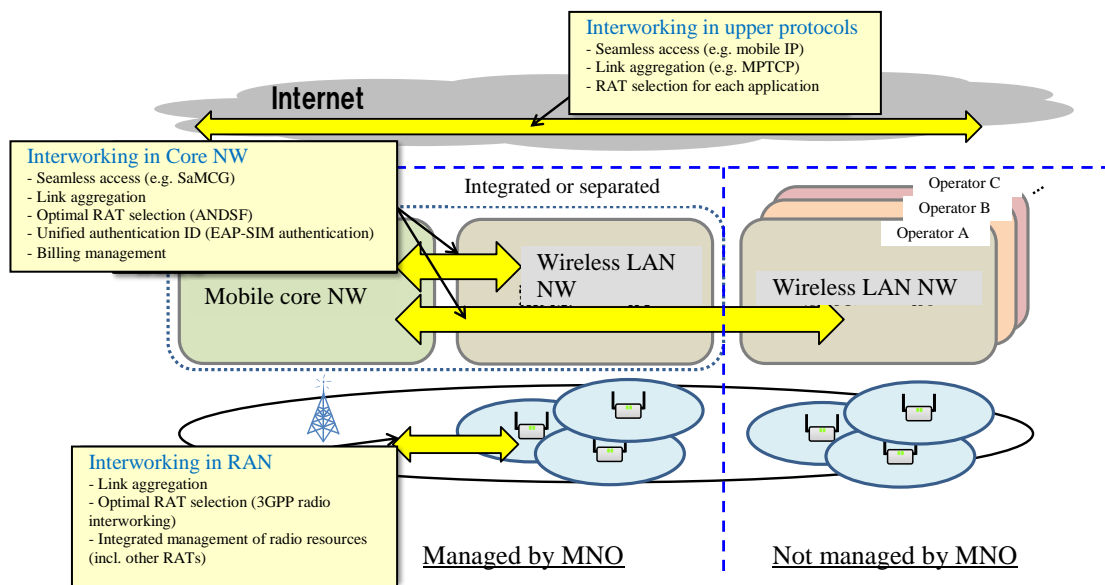 Interworking in upper protocols
- Seamless access (e.g. mobile IP)
- Link aggregation (e.g. MPTCP)
- RAT selection for each application
Internet
Interworking in Core NW
- Seamless access (e.g. SaMCG)
- Link aggregation
- Optimal RAT selection (ANDSF)
- Unified authentication ID (EAP-SIM authentication)
- Billing management
Integrated or separated
Operator C
...
Operator B
Operator A
Mobile core NW
Wireless LAN
NW
Wireless LAN NW
Interworking in RAN
- Link aggregation
- Optimal RAT selection (3GPP radio
interworking)
- Integrated management of radio resources
(incl. other RATs)
Managed by MNO
Not managed by MNO